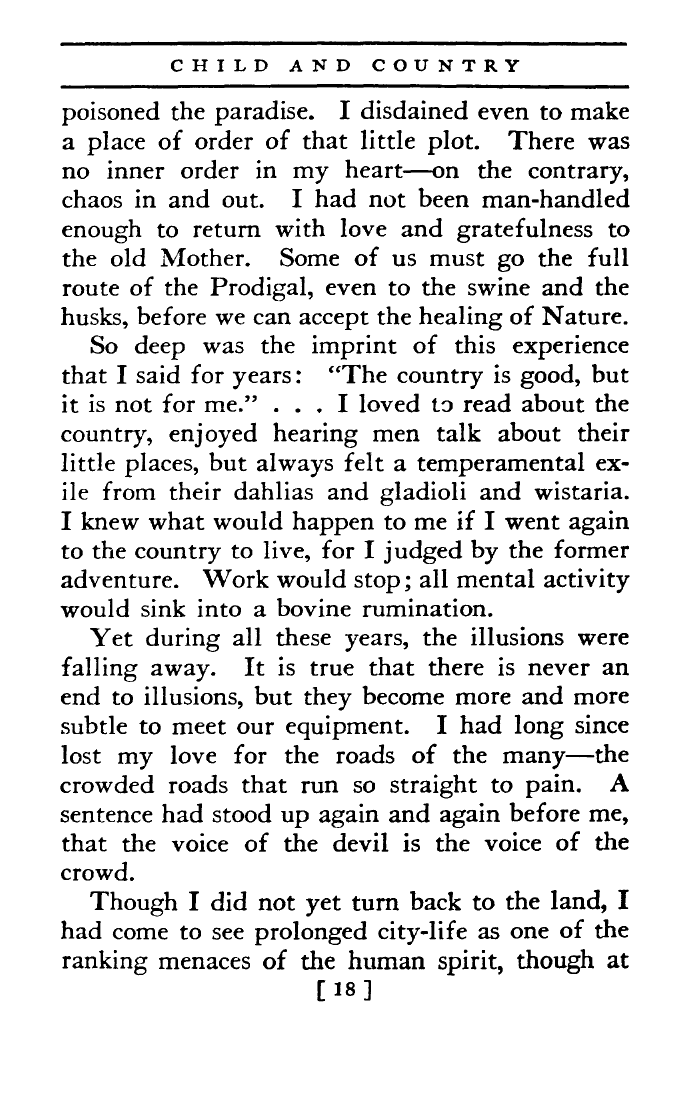 CHILD AND COUNTRY
poisoned the paradise. I disdained even to make
a place of order of that little plot. There was
no inner order in my heart—on the contrary,
chaos in and out. I had not been man-handled
enough to return with love and gratefulness to
the old Mother. Some of us must go the full
route of the Prodigal, even to the swine and the
husks, before we can accept the healing of Nature.
So deep was the imprint of this experience
that I said for years: “The country is good, but
it is not for me.” . . . I loved to read about the
country, enjoyed hearing men talk about their
little places, but always felt a temperamental ex-
ile from their dahlias and gladioli and wistaria.
I knew what would happen to me if I went again
to the country to live, for I judged by the former
adventure. Work would stop; all mental activity
would sink into a bovine rumination.
Yet during all these years, the illusions were
falling away. It is true that there is never an
end to illusions, but they become more and more
subtle to meet our equipment. I had long since
lost my love for the roads of the many—the
crowded roads that run so straight to pain. A
sentence had stood up again and again before me,
that the voice of the devil is the voice of the
crowd.
Though I did not yet turn back to the land, I
had come to see prolonged city-life as one of the
ranking menaces of the human spirit, though at
[ 18 ]